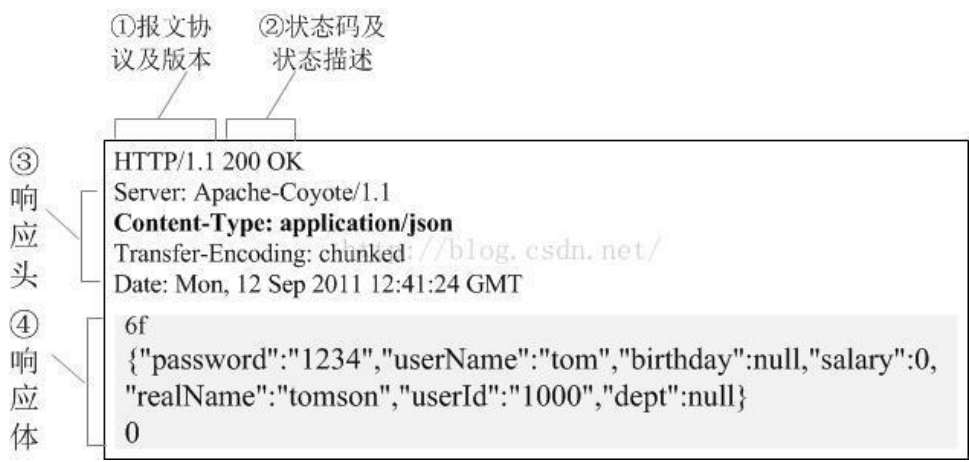 ①报文协
议及版本
②状态码及
状态描述
③
响
应
头
HTTP/1.1 200 OK
Server: Apache-Coyote/1.1
Content-Type: application/json
Transfer-Encoding: chunked
http://blog.csdn.net/
Date: Mon, 12 Sep 2011 12:41:24 GMT
④
响
应
体
6f
{"password":"1234","userName":"tom","birthday":null,"salary":0,
"realName":"tomson","userId":"1000","dept":null}
0